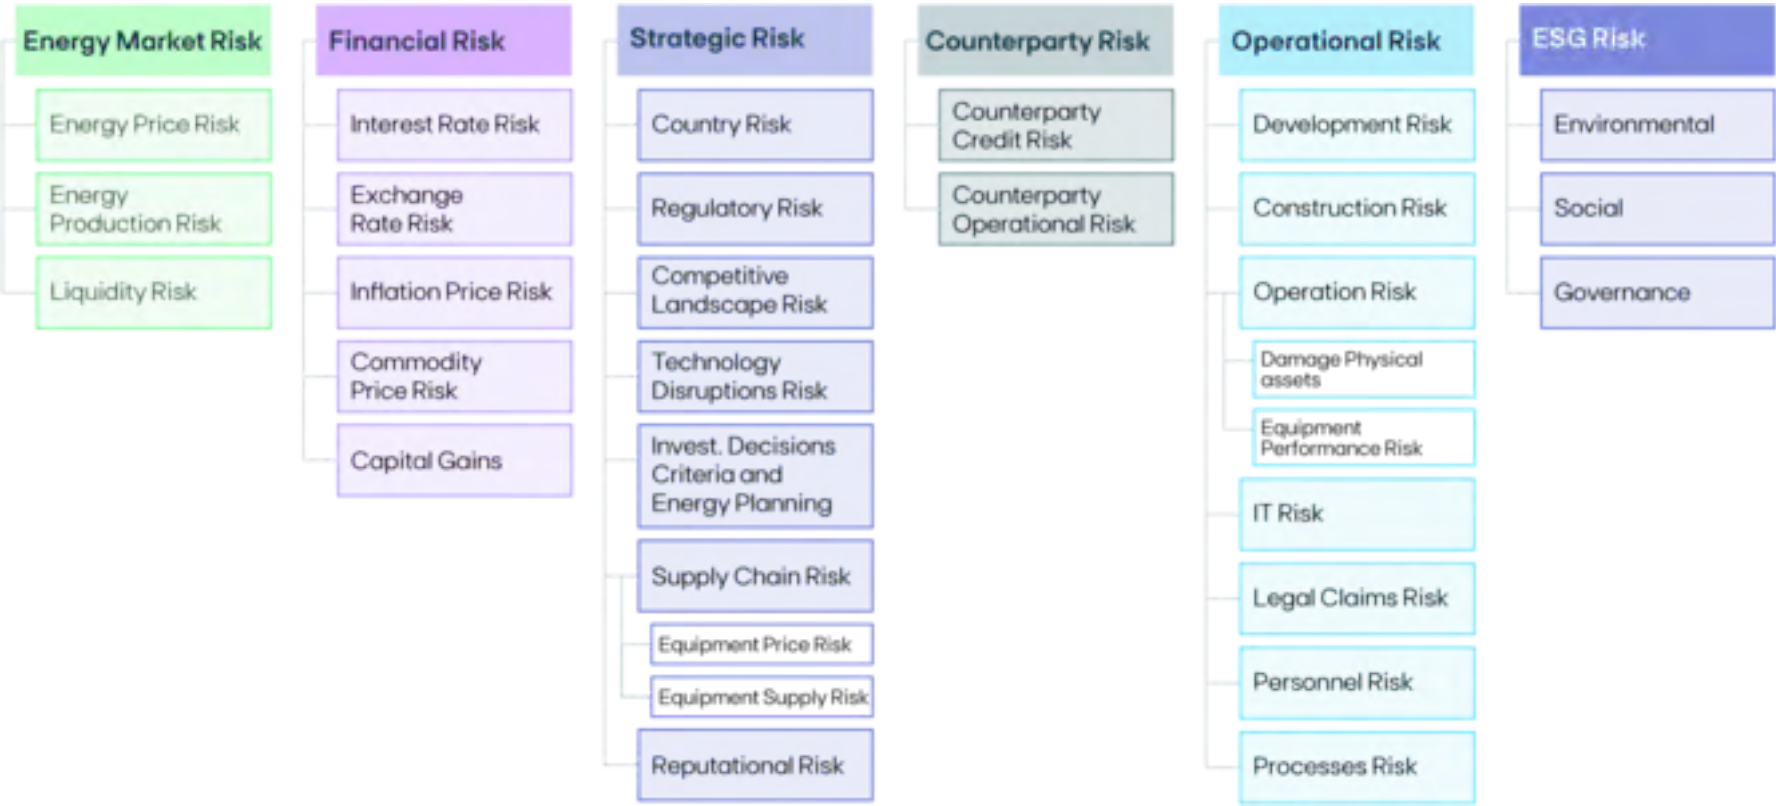 Energy Market Risk
Energy Price Risk
Energy
Production Risk
Liquidity Risk
Financial Risk
Interest Rate Risk
Exchange
Rate Risk
Inflation Price Risk
Commodity
Price Risk
Capital Gains
Strategic Risk
Country Risk
Regulatory Risk
Competitive
Landscape Risk
Technology
Disruptions Risk
Invest. Decisions
Criteria and
Energy Planning
Supply Chain Risk
Equipment Price Risk
Equipment Supply Risk
Reputational Risk
Counterparty Risk
Counterparty
Credit Risk
Counterparty
Operational Risk
Operational Risk
Development Risk
Construction Risk
Operation Risk
Damage Physical
assets
Equipment
Performance Risk
IT Risk
Legal Claims Risk
Personnel Risk
Processes Risk
ESG Risk
Environmental
Social
Governance